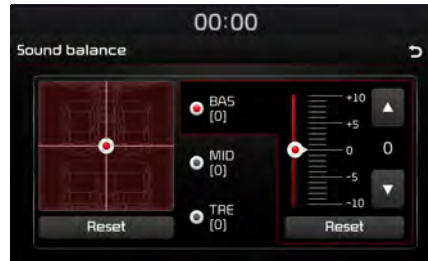 00:00
Sound balance
BAS
[0]
MID
[0]
TRE
[0]
+10
+5
0
-5
-10
0
Reset
Reset